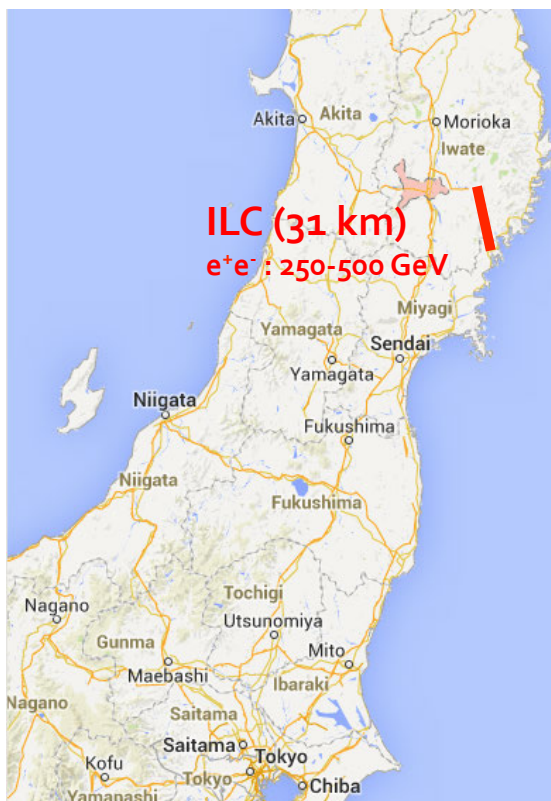 Akita
Akita
Morioka
Iwate
ILC (31 km)
e⁺e⁻ : 250-500 GeV
Miyagi
Yamagata
Sendai
Yamagata
Niigata
Fukushima
Niigata
Fukushima
Tochigi
Nagano
Utsunomiya
Gunma
Mito
Maebashi
Ibaraki
Nagano
Saitama
Saitama
Kofu
Tokyo
Tokyo
Chiba
Yamanashi